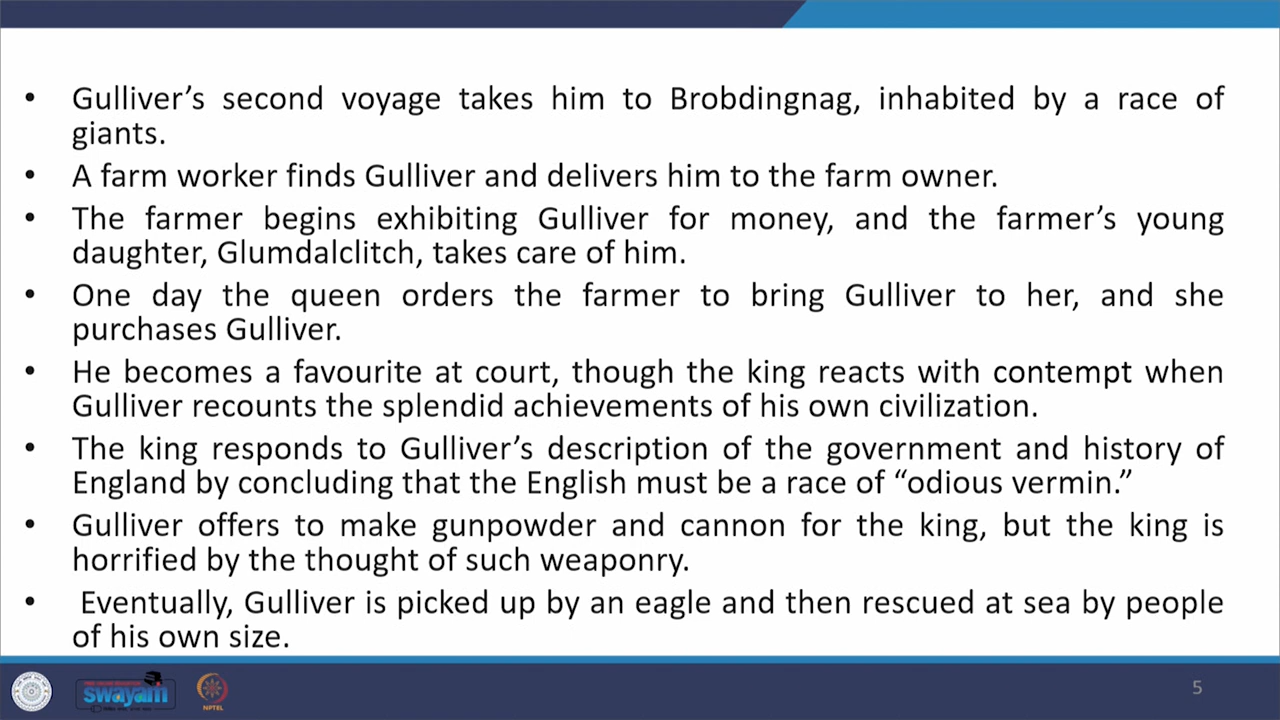 • Gulliver’s second voyage takes him to Brobdingnag, inhabited by a race of
giants.
• A farm worker finds Gulliver and delivers him to the farm owner.
• The farmer begins exhibiting Gulliver for money, and the farmer’s young
daughter, Glumdalclitch, takes care of him.
• One day the queen orders the farmer to bring Gulliver to her, and she
purchases Gulliver.
• He becomes a favourite at court, though the king reacts with contempt when
Gulliver recounts the splendid achievements of his own civilization.
• The king responds to Gulliver’s description of the government and history of
England by concluding that the English must be a race of “odious vermin.”
• Gulliver offers to make gunpowder and cannon for the king, but the king is
horrified by the thought of such weaponry.
• Eventually, Gulliver is picked up by an eagle and then rescued at sea by people
of his own size.
swayam
NPTEL
5